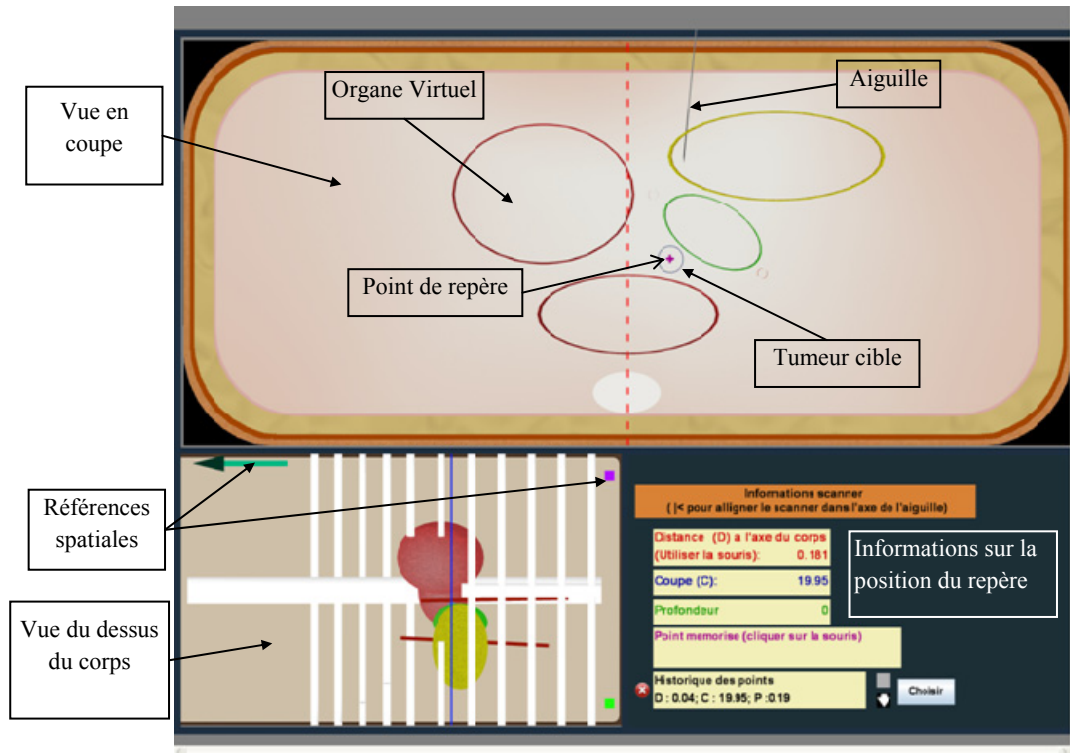 Organe Virtuel
Aiguille
Vue en
coupe
Point de repère
Tumeur cible
Références
spatiales
Vue du dessus
du corps
Informations scanner
( |< pour alligner le scanner dans l'axe de l'aiguille)
Distance (D) a l'axe du corps
(Utiliser la souris): 0.181
Coupe (C): 19.95
Profondeur 0
Point memorise (cliquer sur la souris)
Historique des points
D : 0.04; C : 19.95; P :0.19
Choisir
Informations sur la
position du repère